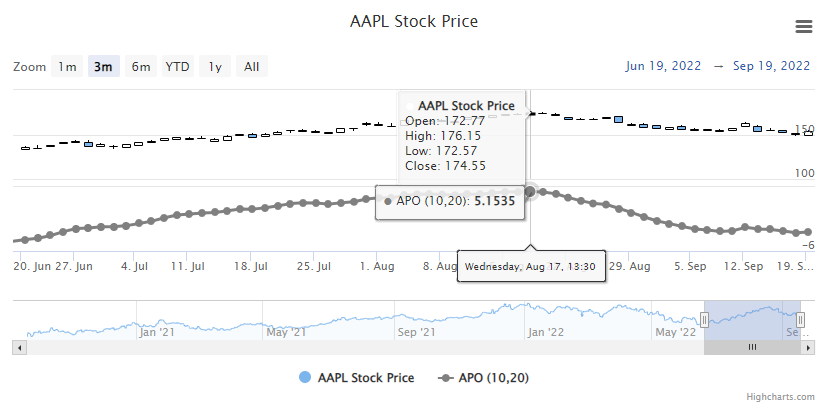 AAPL Stock Price
Zoom 1m 3m 6m YTD 1y All Jun 19, 2022 → Sep 19, 2022
AAPL Stock Price
Open: 172.77
High: 176.15
Low: 172.57
Close: 174.55
150
100
APO (10,20): 5.1535
−6
Wednesday, Aug 17, 13:30
20. Jun 27. Jun 4. Jul 11. Jul 18. Jul 25. Jul 1. Aug 8. Aug 29. Aug 5. Sep 12. Sep 19. S…
Jan '21 May '21 Sep '21 Jan '22 May '22 Se…
AAPL Stock Price APO (10,20)
Highcharts.com